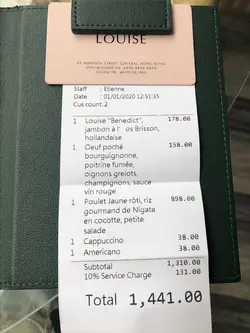 LOUISE
Staff : Etienne
Date : 01/01/2020 12:51:35
Cus count: 2
1 Louise "Benedict", 178.00
jambon à l' os Brisson,
hollandaise
1 Oeuf poché 158.00
bourguignonne,
poitrine fumée,
oignons grelots,
champignons, sauce
vin rouge
1 Poulet Jaune rôti, riz 898.00
gourmand de Nigata
en cocotte, petite
salade
1 Cappuccino 38.00
1 Americano 38.00
Subtotal 1,310.00
10% Service Charge 131.00
Total 1,441.00